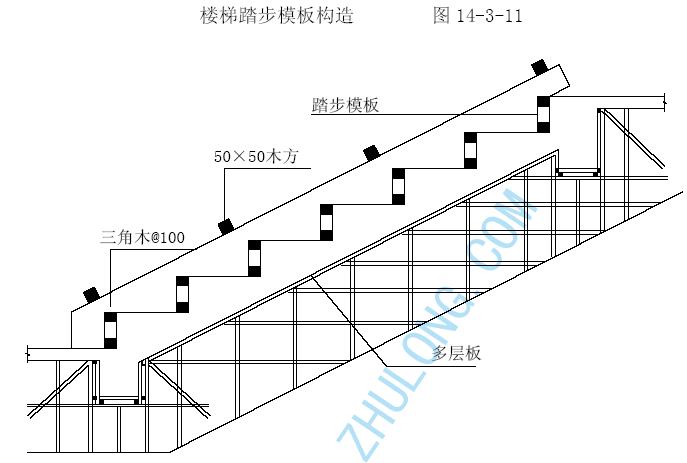 楼梯踏步模板构造 图 14-3-11
踏步模板
50×50木方
三角木@100
多层板
ZHULONG.COM